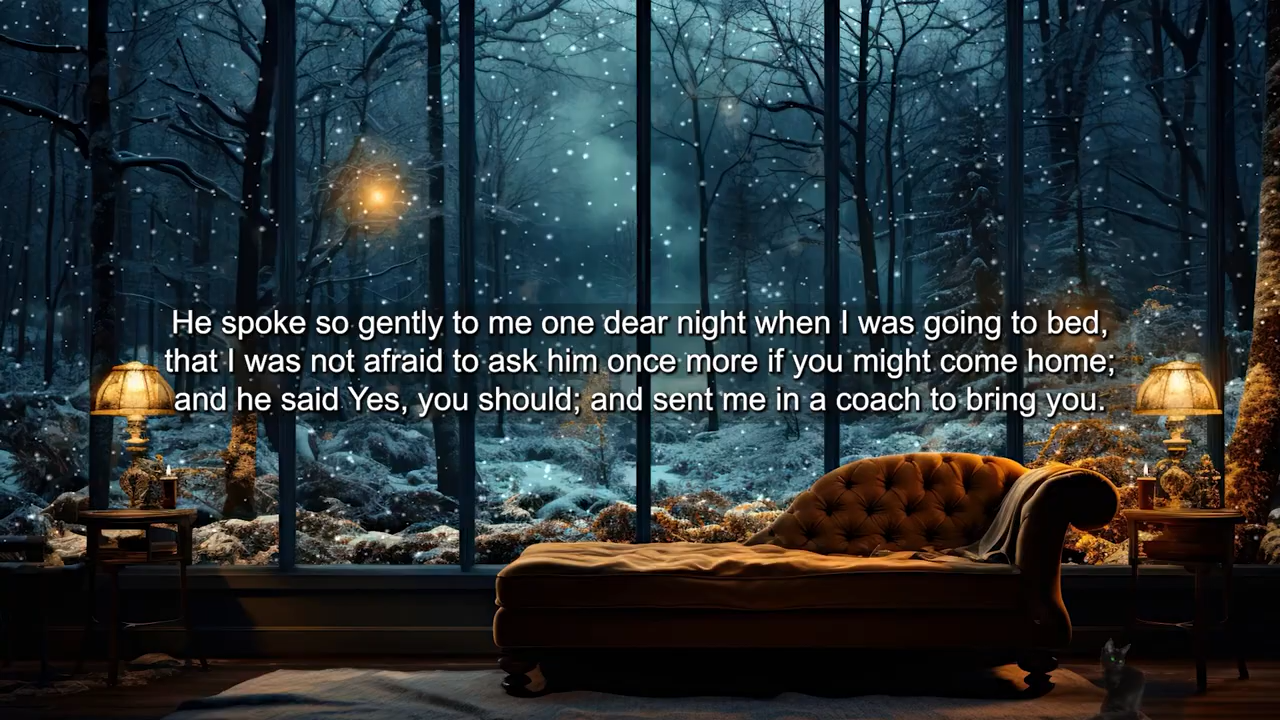 He spoke so gently to me one dear night when I was going to bed,
that I was not afraid to ask him once more if you might come home;
and he said Yes, you should; and sent me in a coach to bring you.